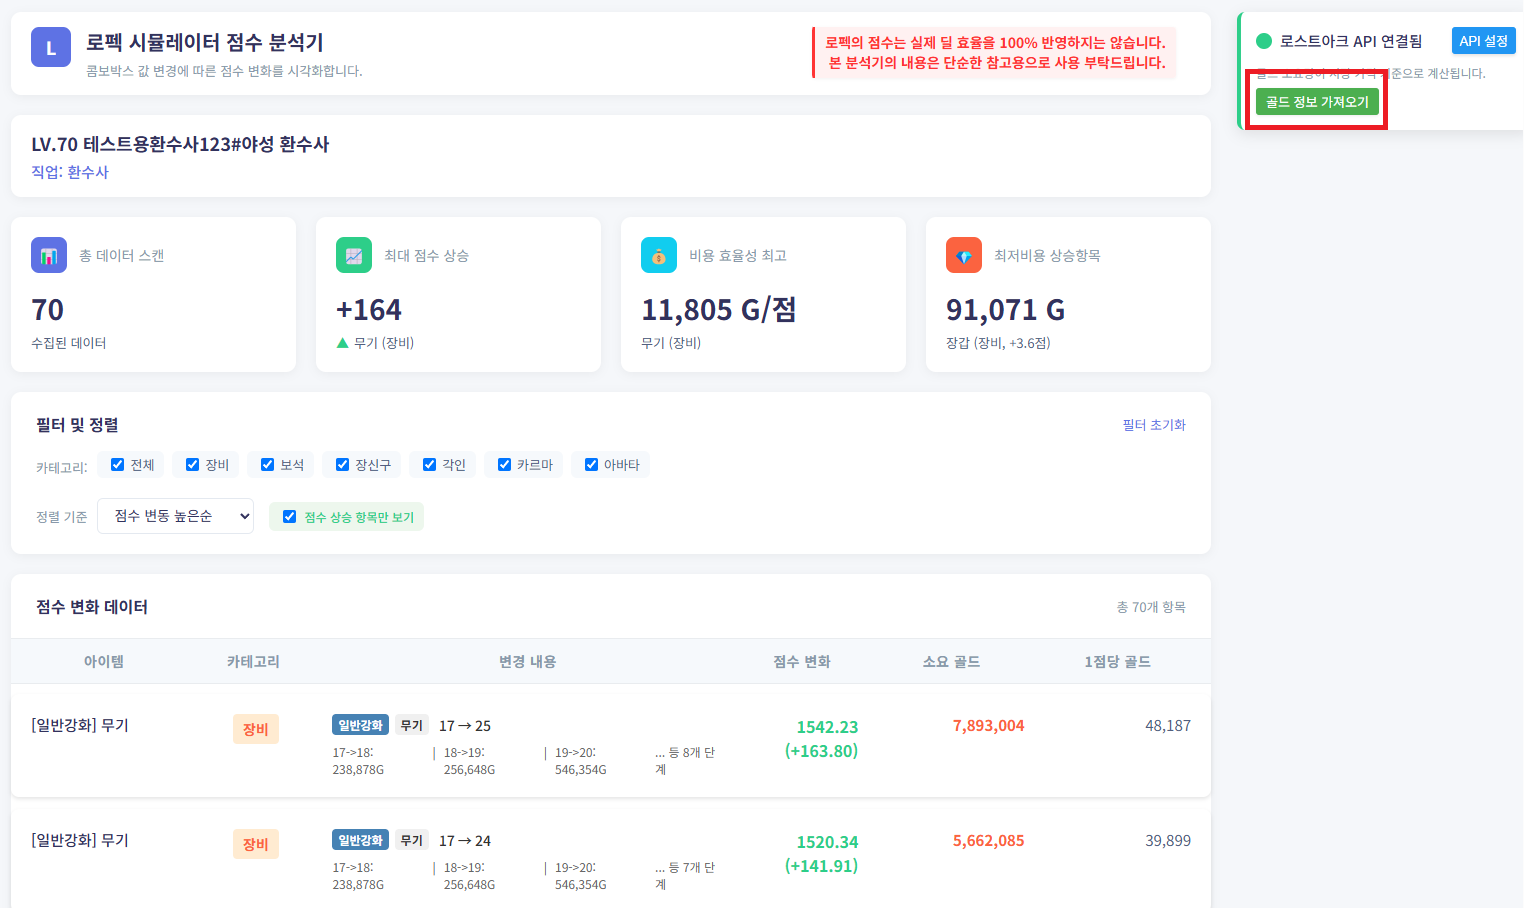 L
로펙 시뮬레이터 점수 분석기
콤보박스 값 변경에 따른 점수 변화를 시각화합니다.
로펙의 점수는 실제 딜 효율을 100% 반영하지는 않습니다.
본 분석기의 내용은 단순한 참고용으로 사용 부탁드립니다.
로스트아크 API 연결됨
API 설정
골드 소요량이 시장 가격 기준으로 계산됩니다.
골드 정보 가져오기
LV.70 테스트용환수사123#야성 환수사
직업: 환수사
총 데이터 스캔
70
수집된 데이터
최대 점수 상승
+164
▲ 무기 (장비)
비용 효율성 최고
11,805 G/점
무기 (장비)
최저비용 상승항목
91,071 G
장갑 (장비, +3.6점)
필터 및 정렬
필터 초기화
카테고리: 전체 장비 보석 장신구 각인 카르마 아바타
정렬 기준 점수 변동 높은순 점수 상승 항목만 보기
점수 변화 데이터
총 70개 항목
아이템 카테고리 변경 내용 점수 변화 소요 골드 1점당 골드
[일반강화] 무기 장비 일반강화 무기 17 → 25 1542.23 7,893,004 48,187
(+163.80)
17->18: | 18->19: | 19->20: ... 등 8개 단
238,878G 256,648G 546,354G 계
[일반강화] 무기 장비 일반강화 무기 17 → 24 1520.34 5,662,085 39,899
(+141.91)
17->18: | 18->19: | 19->20: ... 등 7개 단
238,878G 256,648G 546,354G 계